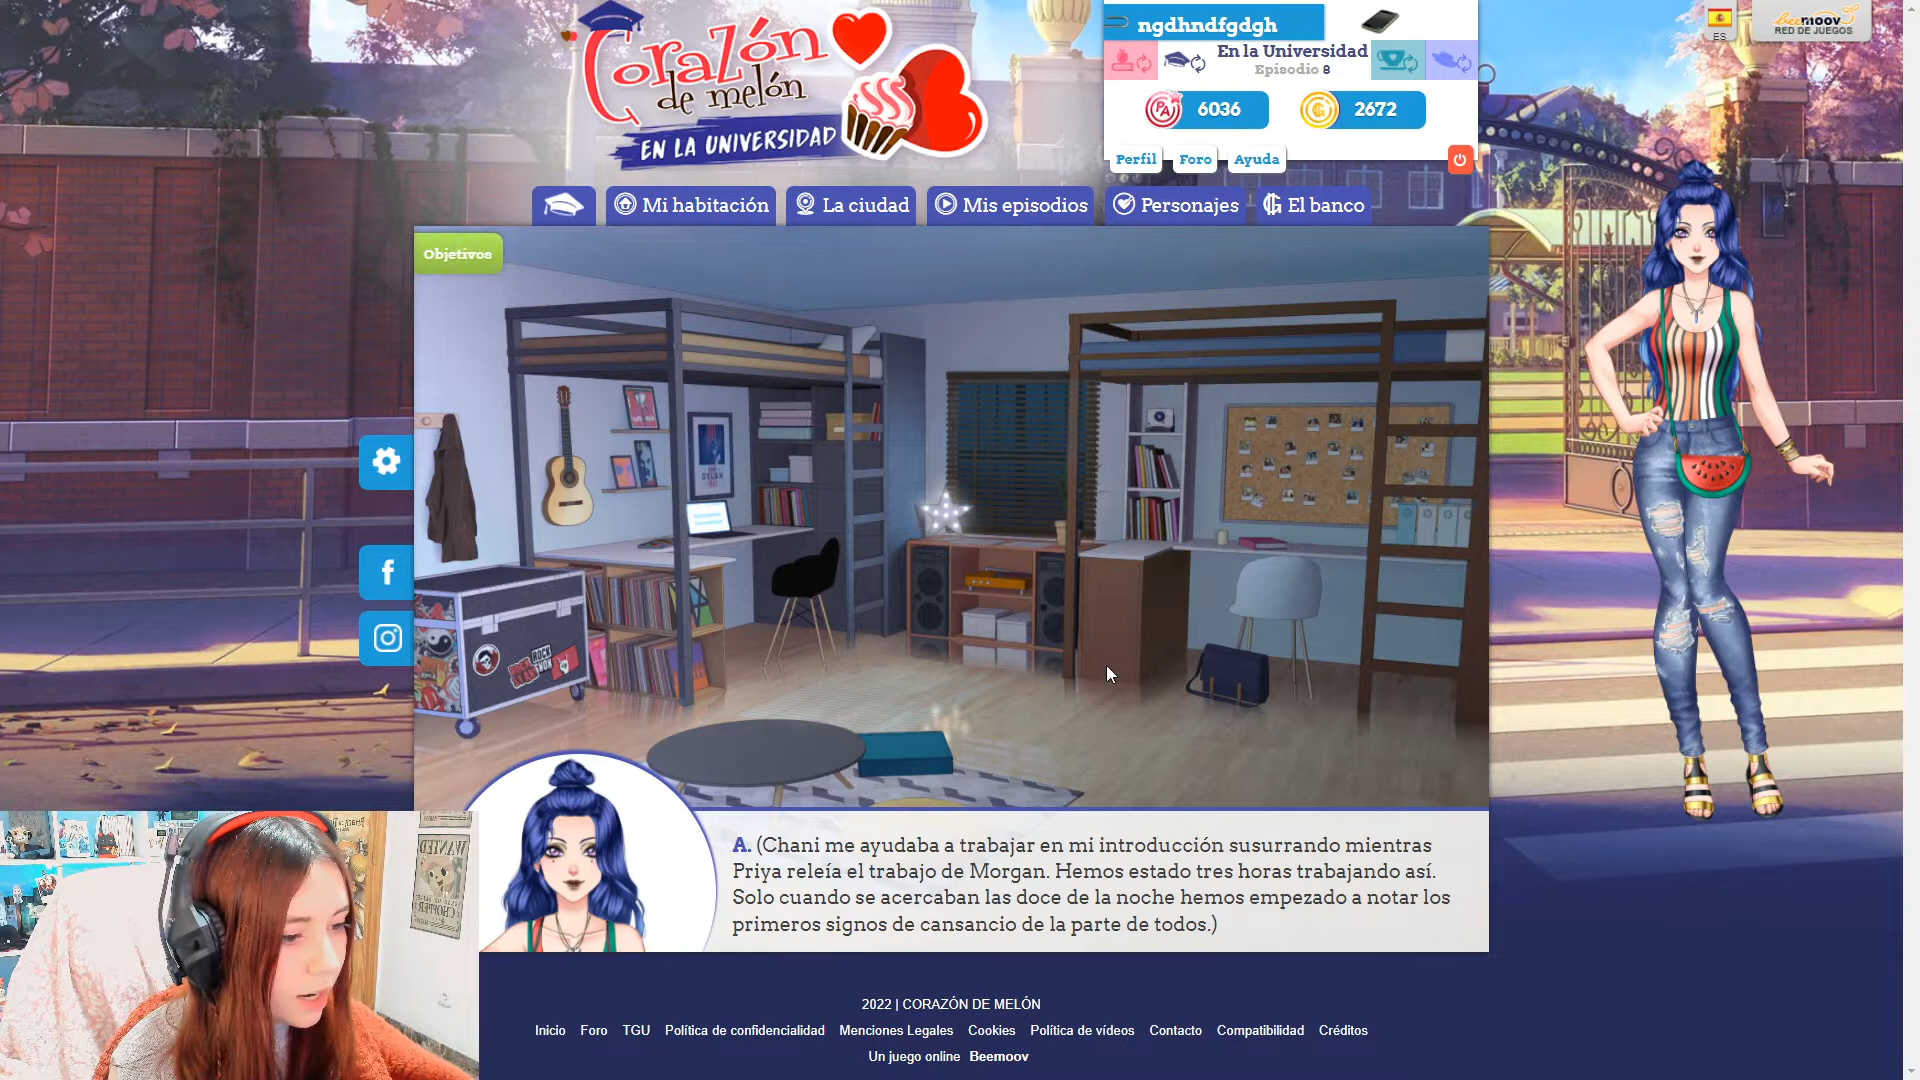 Corazón
de melón
EN LA UNIVERSIDAD
ngdhndfgdgh
En la Universidad
Episodio 8
PA
6036
2672
Perfil
Foro
Ayuda
ES
beemoov
RED DE JUEGOS
Mi habitación
La ciudad
Mis episodios
Personajes
El banco
Objetivos
DYLAN
WANTED
CHOPPER
A. (Chani me ayudaba a trabajar en mi introducción susurrando mientras
Priya releía el trabajo de Morgan. Hemos estado tres horas trabajando así.
Solo cuando se acercaban las doce de la noche hemos empezado a notar los
primeros signos de cansancio de la parte de todos.)
2022 | CORAZÓN DE MELÓN
Inicio Foro TGU Política de confidencialidad Menciones Legales Cookies Política de vídeos Contacto Compatibilidad Créditos
Un juego online Beemoov